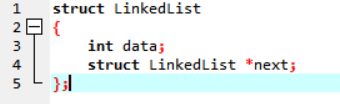 1 struct LinkedList
2 {
3 int data;
4 struct LinkedList *next;
5 };